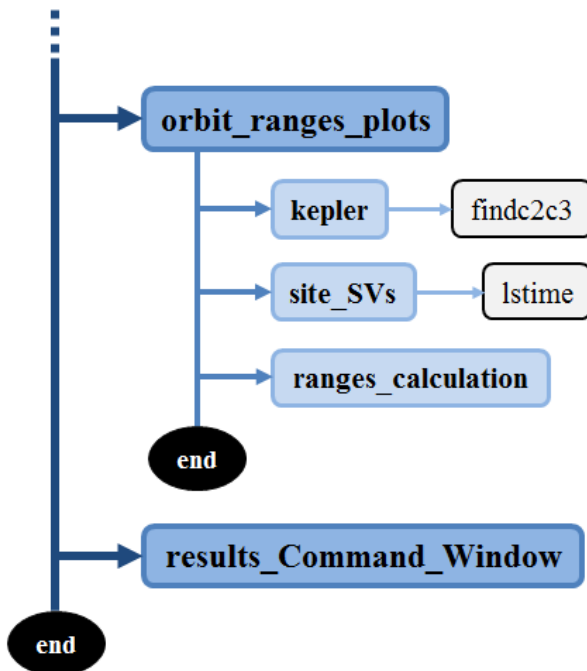 orbit_ranges_plots
kepler
findc2c3
site_SVs
lstime
ranges_calculation
end
results_Command_Window
end